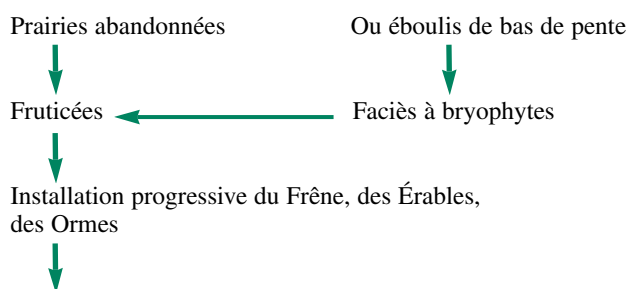 Prairies abandonnées
Ou éboulis de bas de pente
Fruticées
Faciès à bryophytes
Installation progressive du Frêne, des Érables,
des Ormes